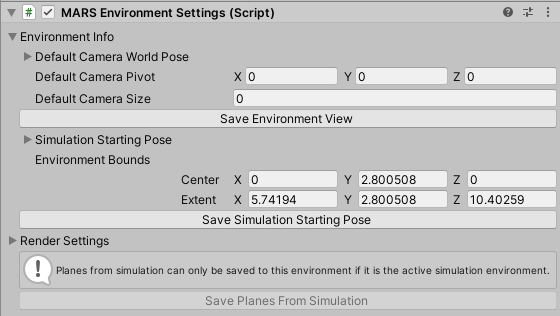 MARS Environment Settings (Script)
Environment Info
Default Camera World Pose
Default Camera Pivot X 0 Y 0 Z 0
Default Camera Size 0
Save Environment View
Simulation Starting Pose
Environment Bounds
Center X 0 Y 2.800508 Z 0
Extent X 5.74194 Y 2.800508 Z 10.40259
Save Simulation Starting Pose
Render Settings
Planes from simulation can only be saved to this environment if it is the active simulation environment.
Save Planes From Simulation